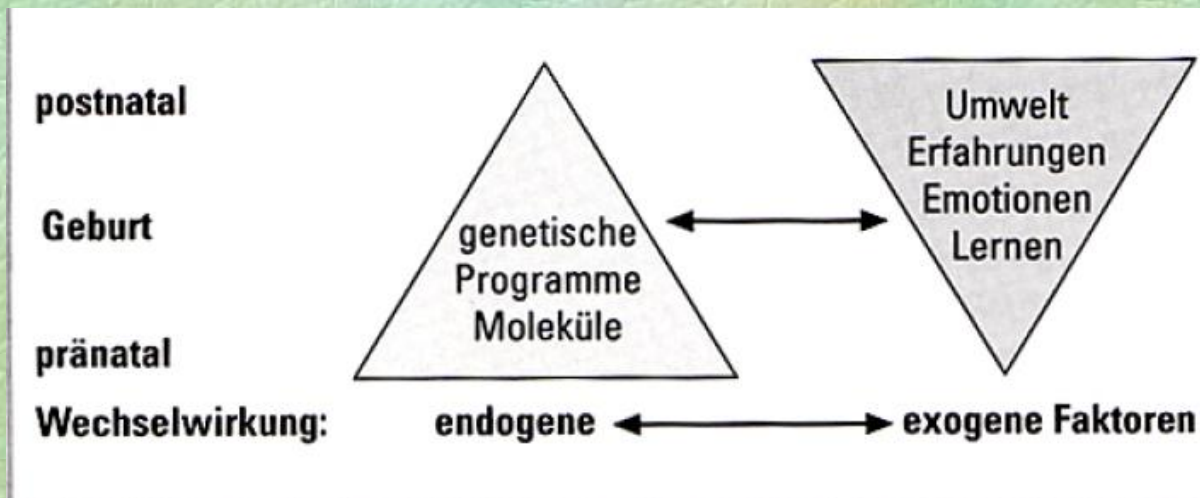 postnatal
Geburt
pränatal
genetische
Programme
Moleküle
Umwelt
Erfahrungen
Emotionen
Lernen
Wechselwirkung: endogene exogene Faktoren